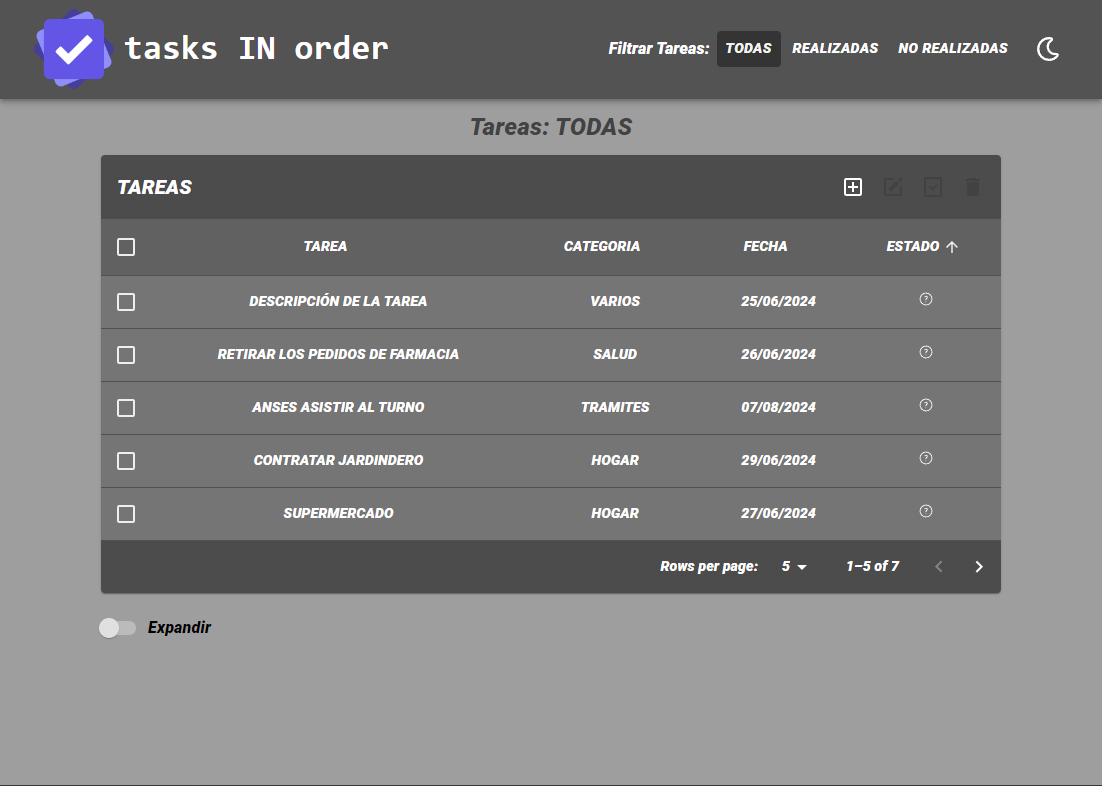 tasks IN order
Filtrar Tareas: TODAS REALIZADAS NO REALIZADAS
Tareas: TODAS
TAREAS
TAREA CATEGORIA FECHA ESTADO
DESCRIPCIÓN DE LA TAREA VARIOS 25/06/2024
RETIRAR LOS PEDIDOS DE FARMACIA SALUD 26/06/2024
ANSES ASISTIR AL TURNO TRAMITES 07/08/2024
CONTRATAR JARDINDERO HOGAR 29/06/2024
SUPERMERCADO HOGAR 27/06/2024
Rows per page: 5 1–5 of 7
Expandir